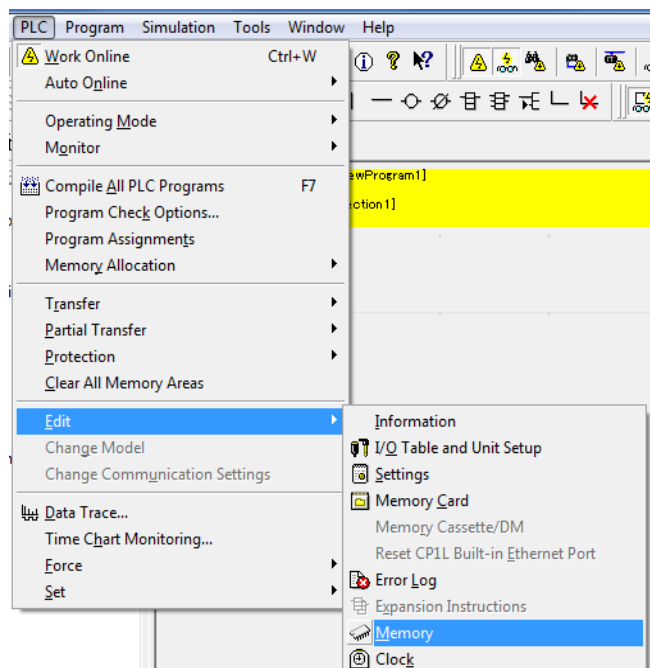 PLC Program Simulation Tools Window Help
Work Online Ctrl+W
Auto Online
Operating Mode
Monitor
Compile All PLC Programs F7
ewProgram1]
Program Check Options...
ction1]
Program Assignments
Memory Allocation
Transfer
Partial Transfer
Protection
Clear All Memory Areas
Edit
Change Model
Change Communication Settings
Data Trace...
Time Chart Monitoring...
Force
Set
Information
I/O Table and Unit Setup
Settings
Memory Card
Memory Cassette/DM
Reset CP1L Built-in Ethernet Port
Error Log
Expansion Instructions
Memory
Clock